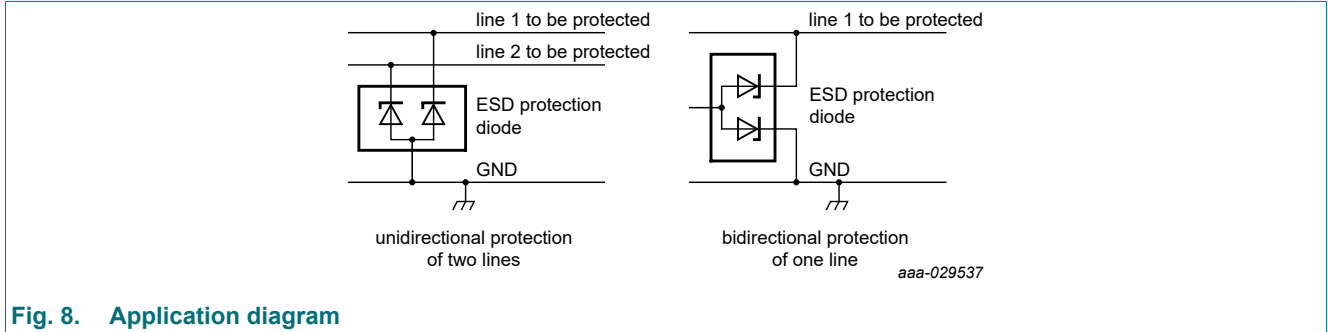 line 1 to be protected
line 2 to be protected
ESD protection
diode
GND
unidirectional protection
of two lines
line 1 to be protected
ESD protection
diode
GND
bidirectional protection
of one line
aaa-029537
Fig. 8. Application diagram